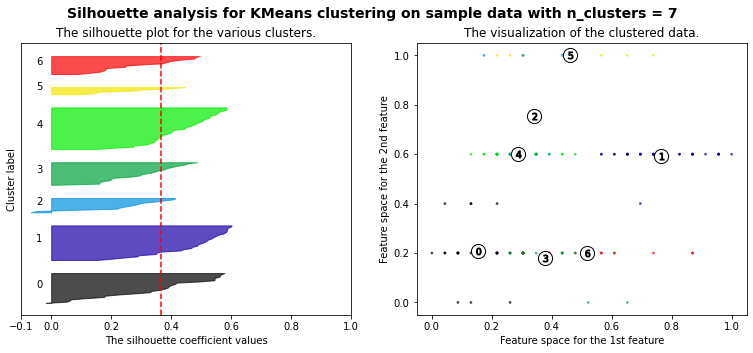 Silhouette analysis for KMeans clustering on sample data with n_clusters = 7
The silhouette plot for the various clusters.
Cluster label
6
5
4
3
2
1
0
−0.1 0.0 0.2 0.4 0.6 0.8 1.0
The silhouette coefficient values
The visualization of the clustered data.
Feature space for the 2nd feature
1.0
0.8
0.6
0.4
0.2
0.0
5
2
4
1
0
3
6
0.0 0.2 0.4 0.6 0.8 1.0
Feature space for the 1st feature